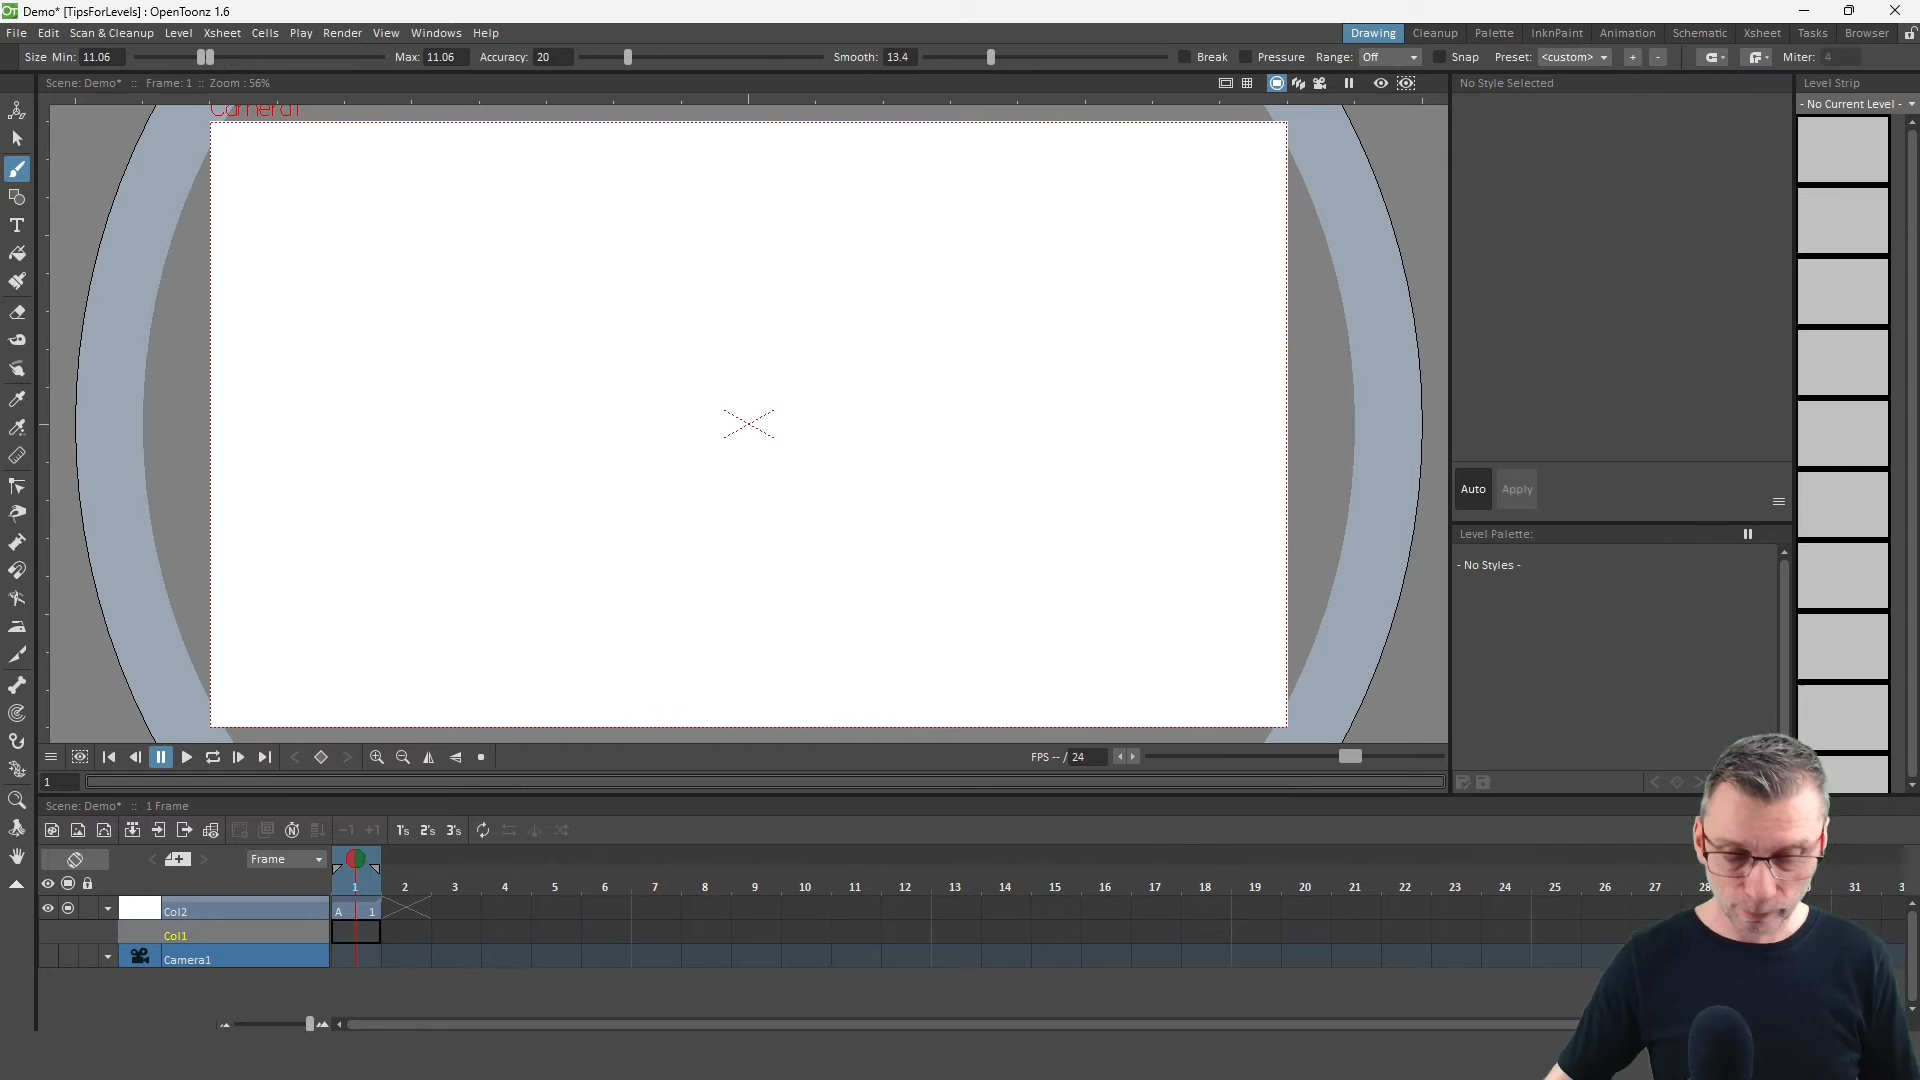 Demo* [TipsForLevels] : OpenToonz 1.6
File Edit Scan & Cleanup Level Xsheet Cells Play Render View Windows Help
Drawing Cleanup Palette InknPaint Animation Schematic Xsheet Tasks Browser
Size Min: 11.06 Max: 11.06 Accuracy: 20 Smooth: 13.4 Break Pressure Range: Off Snap Preset: <custom> + - Miter: 4
Scene: Demo* :: Frame: 1 :: Zoom : 56%
No Style Selected
Level Strip
- No Current Level -
Camera1
Auto Apply
Level Palette:
- No Styles -
FPS -- / 24
1
Scene: Demo* :: 1 Frame
-1 +1 1's 2's 3's
Frame
1 2 3 4 5 6 7 8 9 10 11 12 13 14 15 16 17 18 19 20 21 22 23 24 25 26 27 31
Col2 A 1
Col1
Camera1